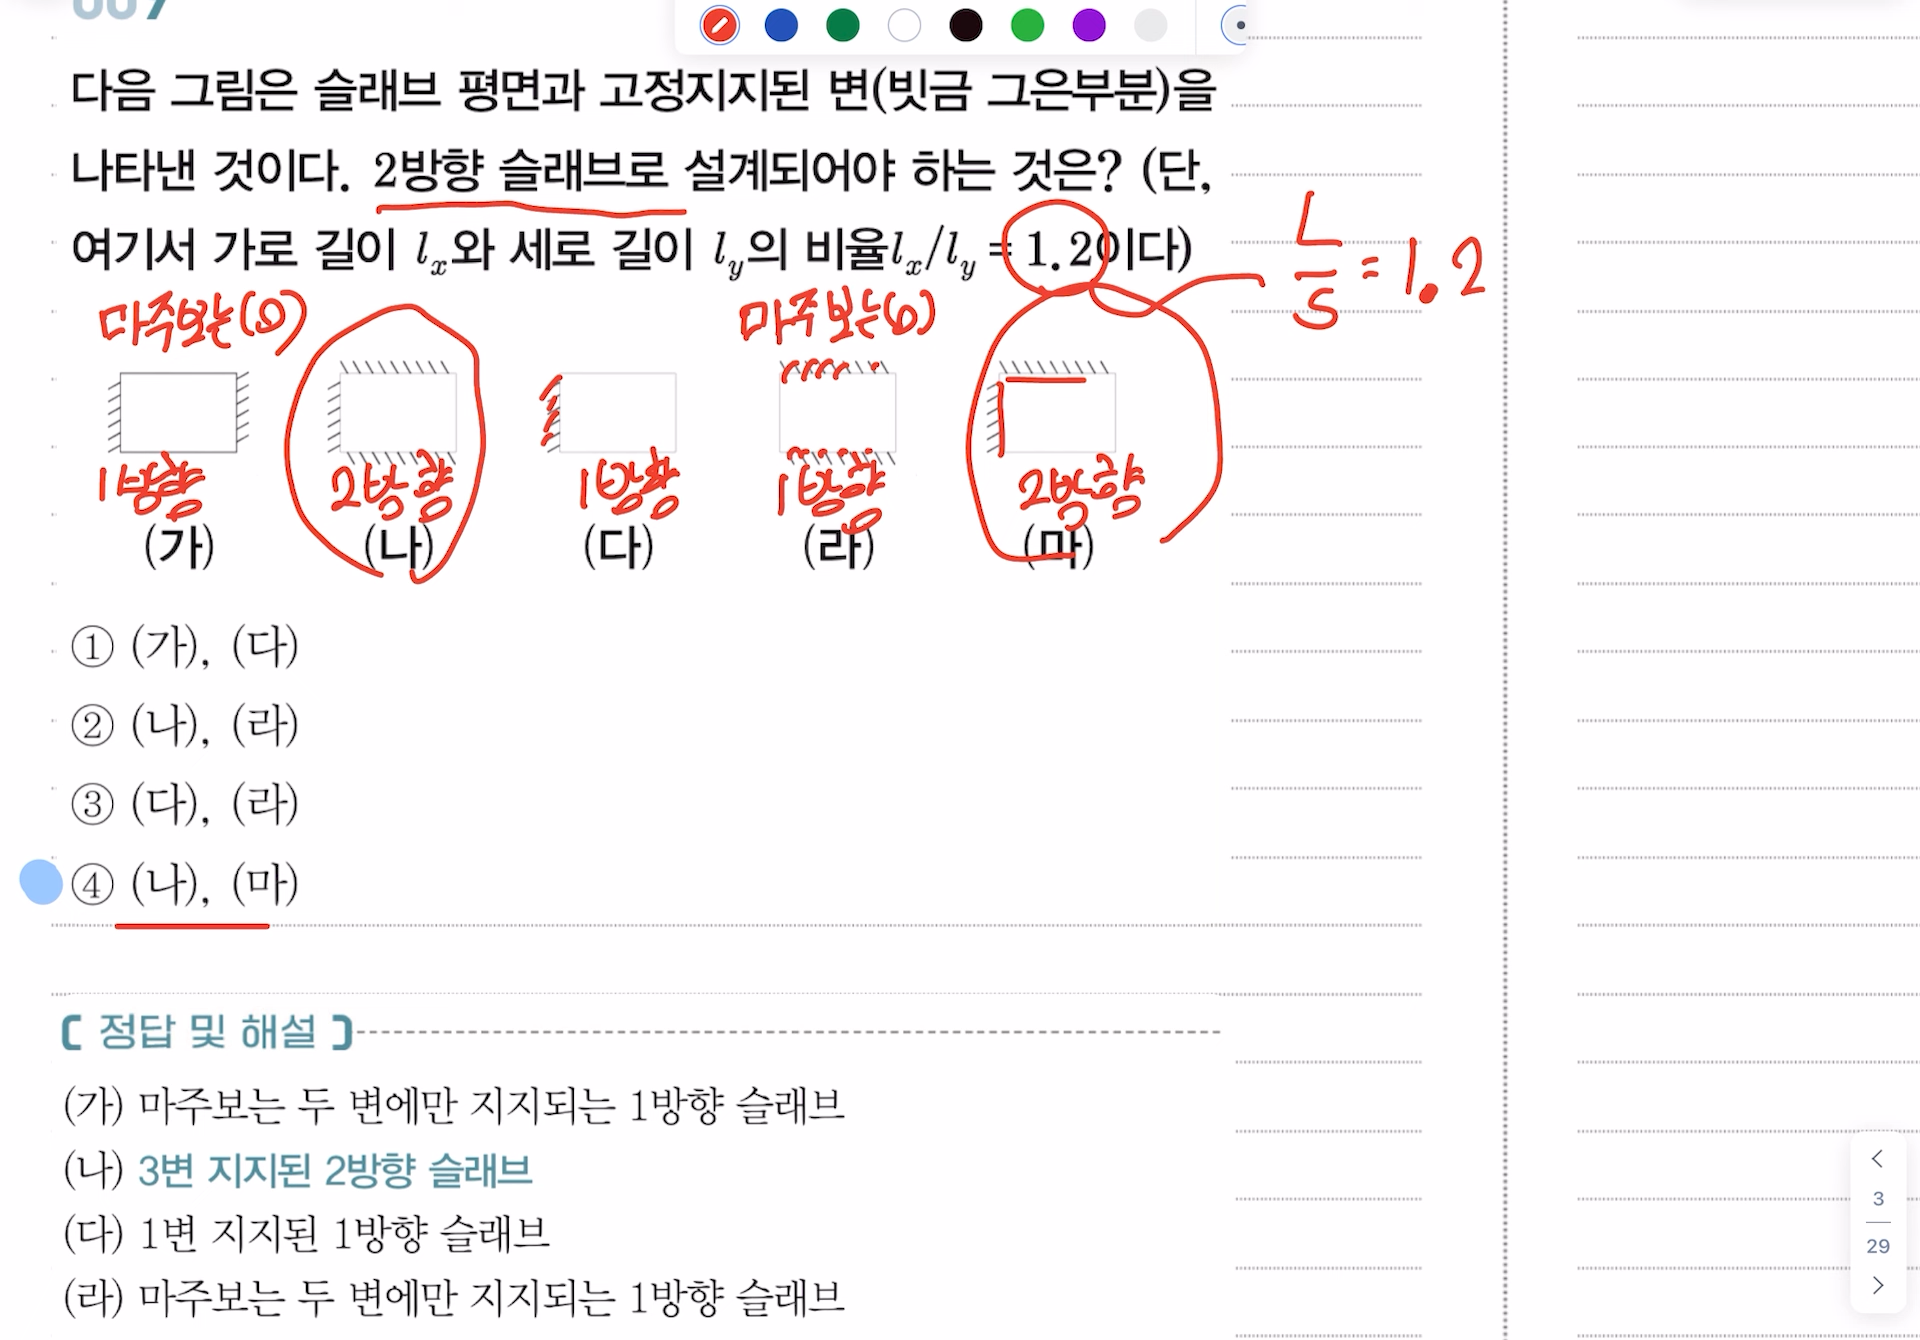 다음 그림은 슬래브 평면과 고정지지된 변(빗금 그은부분)을
나타낸 것이다. 2방향 슬래브로 설계되어야 하는 것은? (단,
여기서 가로 길이 lx와 세로 길이 ly의 비율lx/ly = 1.2이다)
L/S = 1.2
마주보는 마주보는
1방향 2방향 1방향 1방향 2방향
(가) (나) (다) (라) (마)
① (가), (다)
② (나), (라)
③ (다), (라)
④ (나), (마)
[ 정답 및 해설 ]
(가) 마주보는 두 변에만 지지되는 1방향 슬래브
(나) 3변 지지된 2방향 슬래브
(다) 1변 지지된 1방향 슬래브
(라) 마주보는 두 변에만 지지되는 1방향 슬래브
3
29